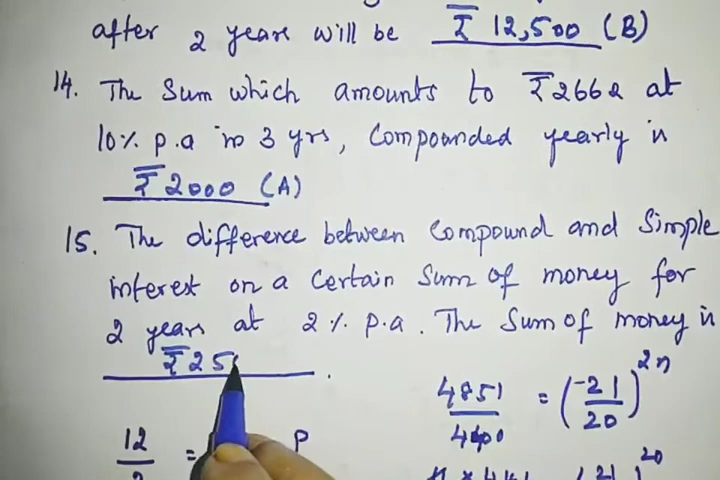 after 2 years will be ₹ 12,500 (B)
14. The Sum which amounts to ₹2662 at
10% p.a in 3 yrs, Compounded yearly is
₹2000 (A)
15. The difference between Compound and Simple
interest on a Certain Sum of money for
2 years at 2% p.a. The Sum of money is
₹25
4851/4400 = (-21/20)^2n
12 = P